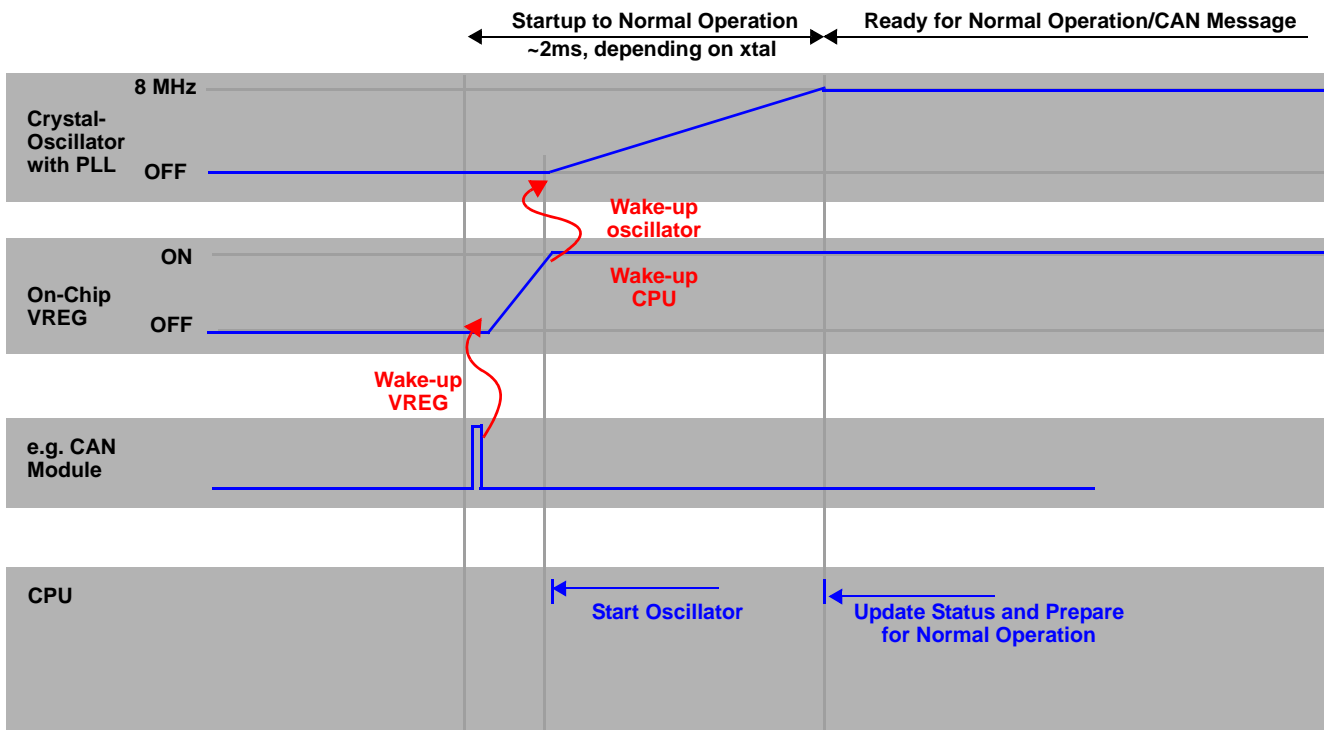 Startup to Normal Operation
~2ms, depending on xtal
Ready for Normal Operation/CAN Message
8 MHz
Crystal-
Oscillator
with PLL
OFF
Wake-up
oscillator
ON
On-Chip
VREG
OFF
Wake-up
CPU
Wake-up
VREG
e.g. CAN
Module
CPU
Start Oscillator
Update Status and Prepare
for Normal Operation